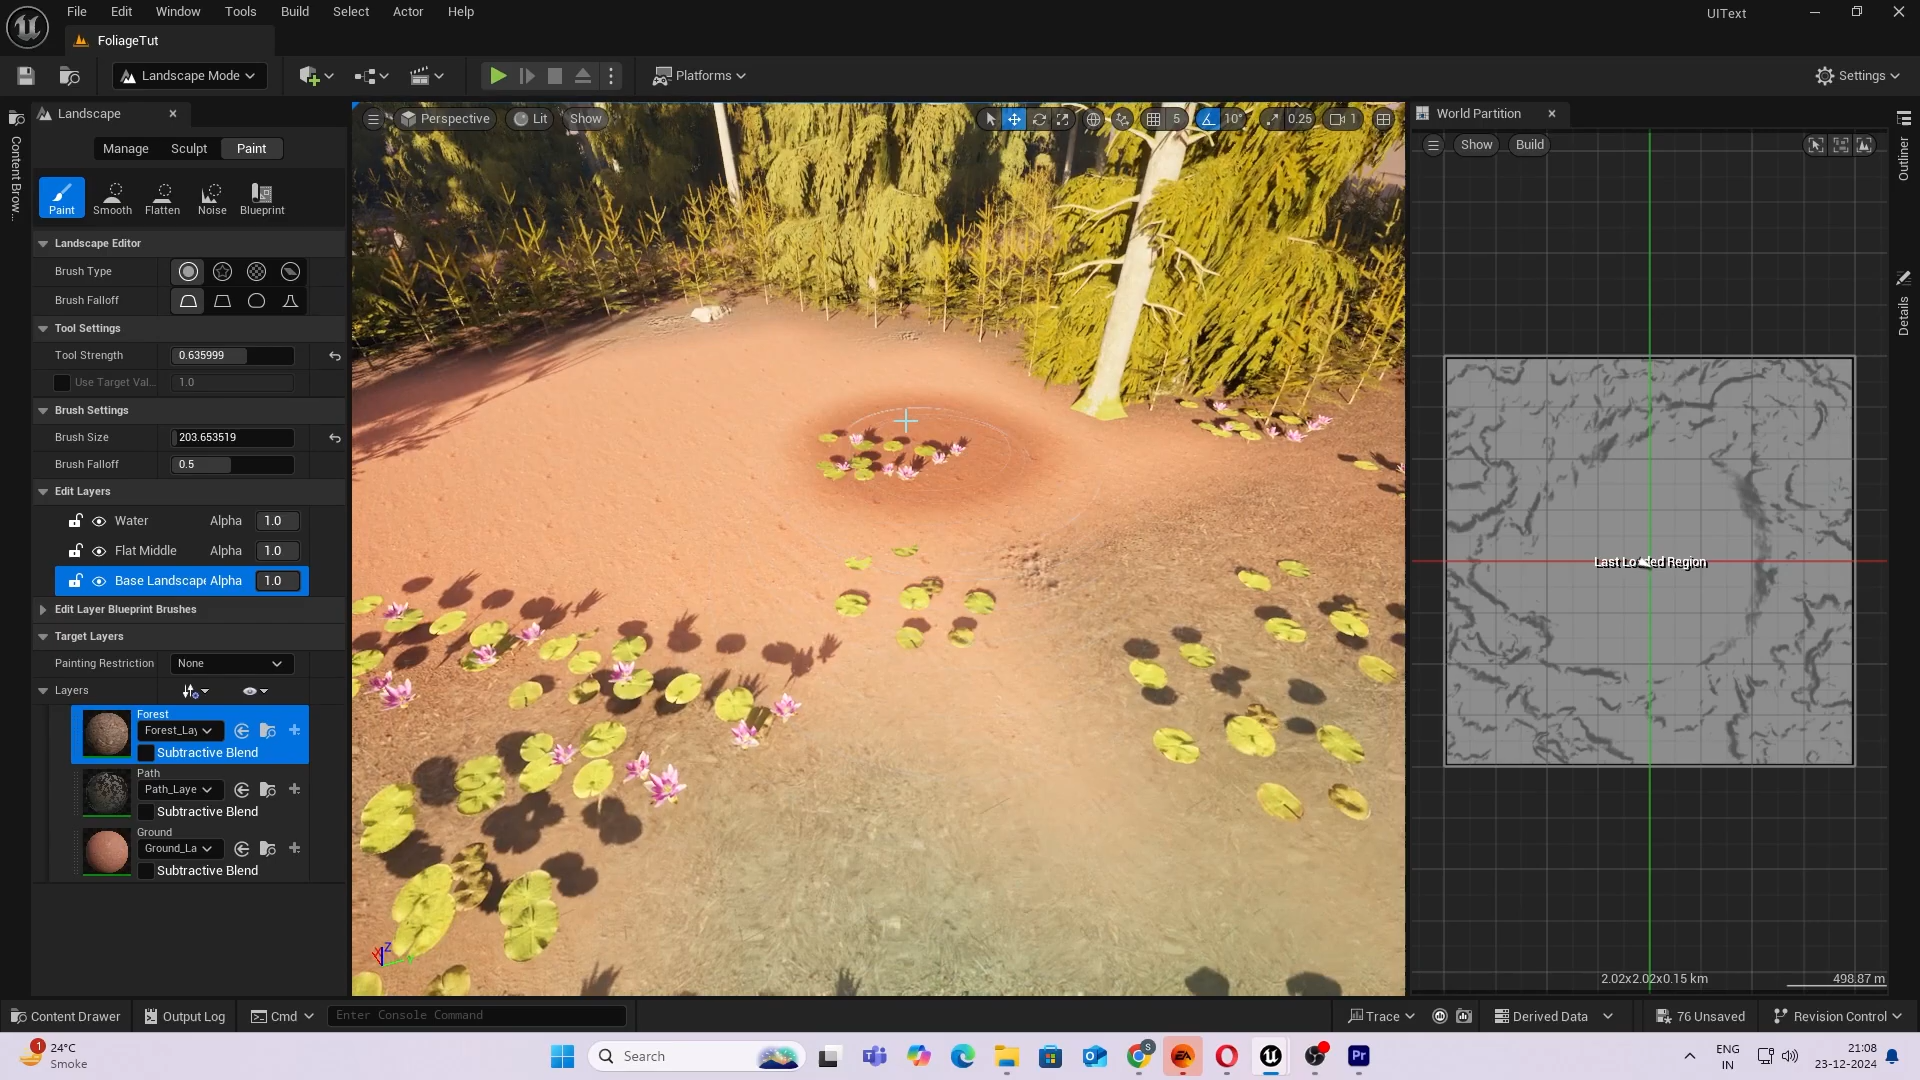 File Edit Window Tools Build Select Actor Help
UIText
FoliageTut
Landscape Mode
Platforms
Settings
Content Brow...
Landscape
Manage Sculpt Paint
Paint Smooth Flatten Noise Blueprint
Landscape Editor
Brush Type
Brush Falloff
Tool Settings
Tool Strength 0.635999
Use Target Val... 1.0
Brush Settings
Brush Size 203.653519
Brush Falloff 0.5
Edit Layers
Water Alpha 1.0
Flat Middle Alpha 1.0
Base Landscape Alpha 1.0
Edit Layer Blueprint Brushes
Target Layers
Painting Restriction None
Layers
Forest
Forest_Lay
Subtractive Blend
Path
Path_Laye
Subtractive Blend
Ground
Ground_La
Subtractive Blend
Perspective Lit Show
5 10° 0.25 1
Z
World Partition
Show Build
Last Loaded Region
2.02x2.02x0.15 km 498.87 m
Outliner
Details
Content Drawer Output Log Cmd Enter Console Command
Trace Derived Data 76 Unsaved Revision Control
1
24°C
Smoke
Search
S
EA
Pr
ENG
IN
21:08
23-12-2024